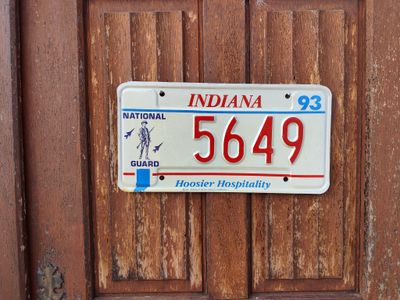 INDIANA 93
NATIONAL
5649
GUARD
Hoosier Hospitality